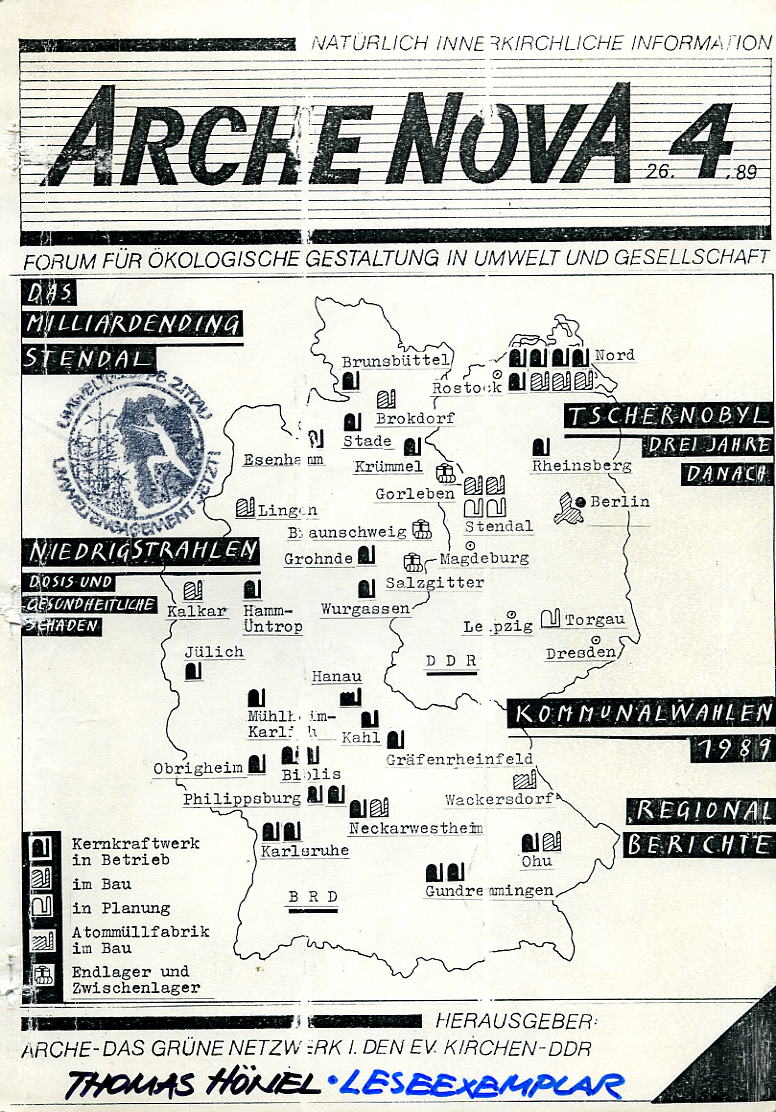 NATÜRLICH INNERKIRCHLICHE INFORMATION
ARCHE NOVA 4
26. .89
FORUM FÜR ÖKOLOGISCHE GESTALTUNG IN UMWELT UND GESELLSCHAFT
DAS
MILLIARDENDING
STENDAL
UMWELTENGAGEMENT JETZT!
Brunsbüttel
Nord
Rostock
Brokdorf
TSCHERNOBYL
DREI JAHRE
DANACH
Stade
Esenhamm
Krümmel
Rheinsberg
Gorleben
Berlin
Lingen
Stendal
Braunschweig
NIEDRIGSTRAHLEN
DOSIS UND
GESUNDHEITLICHE
SCHÄDEN
Grohnde
Magdeburg
Salzgitter
Kalkar
Hamm-
Untrop
Wurgassen
Leipzig
Torgau
Dresden
Jülich
DDR
Hanau
KOMMUNALWAHLEN
1989
Mühlheim-
Karlich
Kahl
Gräfenrheinfeld
Obrigheim
Biblis
Philippsburg
Wackersdorf
REGIONAL
BERICHTE
Neckarwestheim
Karlsruhe
Ohu
Gundremmingen
BRD
Kernkraftwerk
in Betrieb
im Bau
in Planung
Atommüllfabrik
im Bau
Endlager und
Zwischenlager
HERAUSGEBER:
ARCHE-DAS GRÜNE NETZWERK I. DEN EV. KIRCHEN-DDR
THOMAS HÖNEL • LESEEXEMPLAR